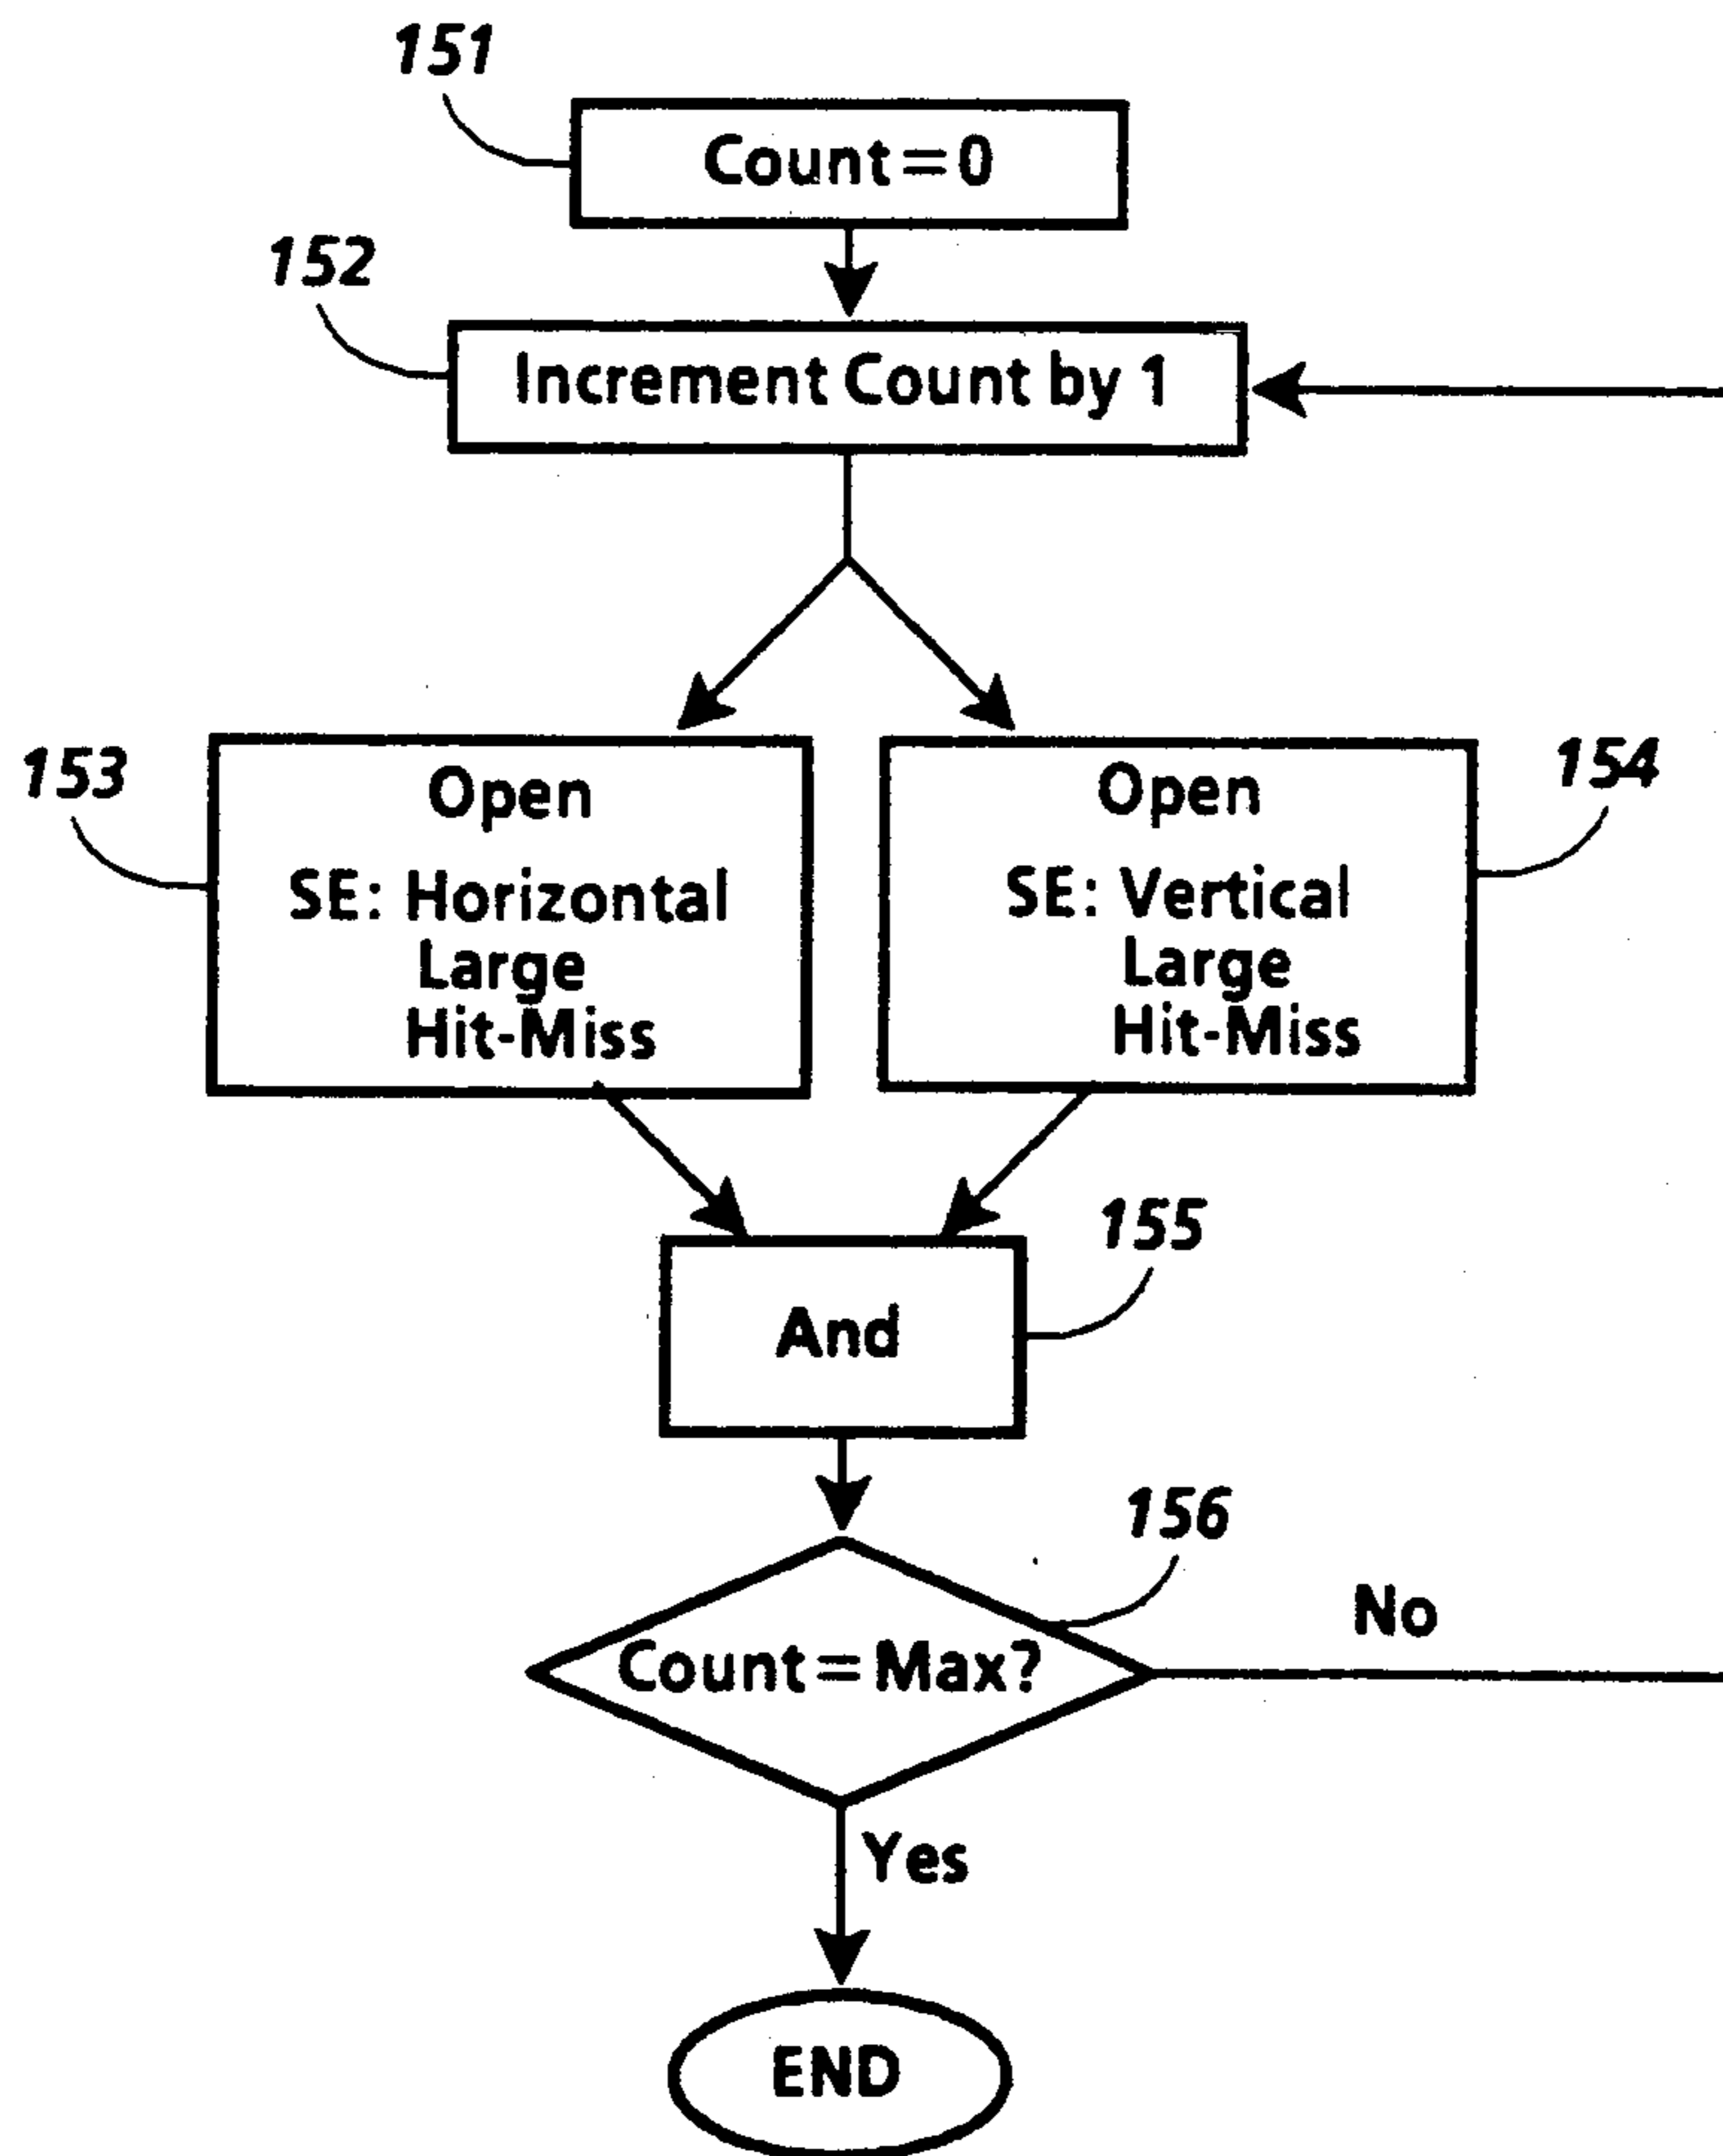 151
Count=0
152
Increment Count by 1
153
Open
SE: Horizontal
Large
Hit-Miss
154
Open
SE: Vertical
Large
Hit-Miss
155
And
156
Count=Max?
No
Yes
END